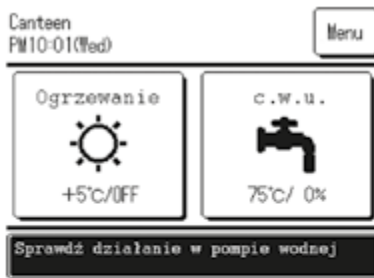 Canteen
PM10:01(Wed)
Menu
Ogrzewanie
+5°C/OFF
c.w.u.
75°C/ 0%
Sprawdź działanie w pompie wodnej